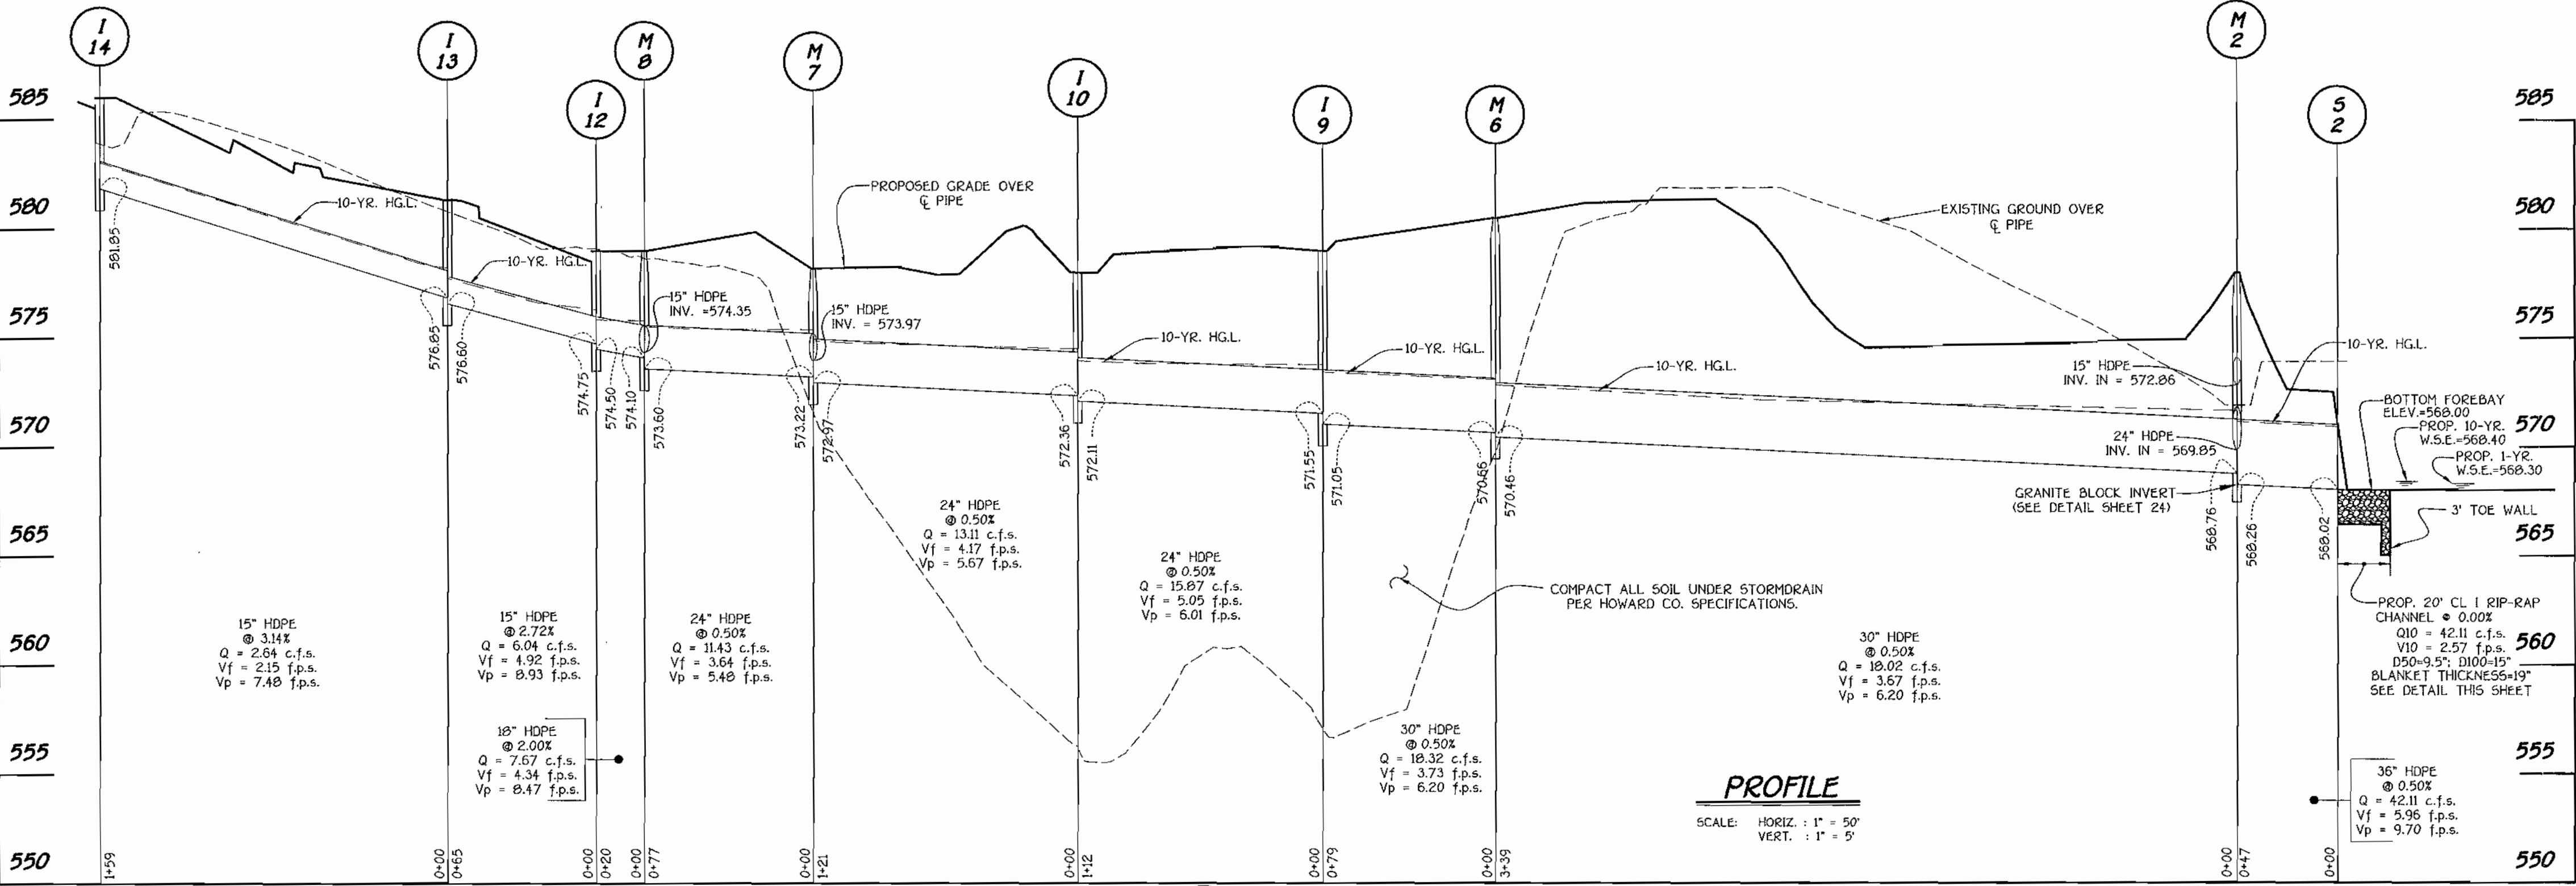 I
14
I
13
I
12
M
8
M
7
I
10
I
9
M
6
M
2
S
2
585
580
575
570
565
560
555
550
585
580
575
570
565
560
555
550
10-YR. HG.L.
10-YR. HG.L.
PROPOSED GRADE OVER
℄ PIPE
15" HDPE
INV. =574.35
15" HDPE
INV. = 573.97
10-YR. HG.L.
10-YR. HG.L.
10-YR. HG.L.
EXISTING GROUND OVER
℄ PIPE
15" HDPE
INV. IN = 572.86
10-YR. HG.L.
24" HDPE
INV. IN = 569.85
GRANITE BLOCK INVERT
(SEE DETAIL SHEET 24)
BOTTOM FOREBAY
ELEV.=568.00
PROP. 10-YR.
W.S.E.=568.40
PROP. 1-YR.
W.S.E.=568.30
3' TOE WALL
581.85
576.85
576.60
574.75
574.50
574.10
573.60
573.22
572.97
572.36
572.11
571.55
571.05
570.66
570.46
568.76
568.26
568.02
15" HDPE
@ 3.14%
Q = 2.64 c.f.s.
Vf = 2.15 f.p.s.
Vp = 7.48 f.p.s.
15" HDPE
@ 2.72%
Q = 6.04 c.f.s.
Vf = 4.92 f.p.s.
Vp = 8.93 f.p.s.
18" HDPE
@ 2.00%
Q = 7.67 c.f.s.
Vf = 4.34 f.p.s.
Vp = 8.47 f.p.s.
24" HDPE
@ 0.50%
Q = 11.43 c.f.s.
Vf = 3.64 f.p.s.
Vp = 5.48 f.p.s.
24" HDPE
@ 0.50%
Q = 13.11 c.f.s.
Vf = 4.17 f.p.s.
Vp = 5.67 f.p.s.
24" HDPE
@ 0.50%
Q = 15.87 c.f.s.
Vf = 5.05 f.p.s.
Vp = 6.01 f.p.s.
30" HDPE
@ 0.50%
Q = 18.32 c.f.s.
Vf = 3.73 f.p.s.
Vp = 6.20 f.p.s.
COMPACT ALL SOIL UNDER STORMDRAIN
PER HOWARD CO. SPECIFICATIONS.
30" HDPE
@ 0.50%
Q = 18.02 c.f.s.
Vf = 3.67 f.p.s.
Vp = 6.20 f.p.s.
PROP. 20' CL I RIP-RAP
CHANNEL @ 0.00%
Q10 = 42.11 c.f.s.
V10 = 2.57 f.p.s.
D50=9.5"; D100=15"
BLANKET THICKNESS=19"
SEE DETAIL THIS SHEET
36" HDPE
@ 0.50%
Q = 42.11 c.f.s.
Vf = 5.96 f.p.s.
Vp = 9.70 f.p.s.
PROFILE
SCALE: HORIZ. : 1" = 50'
VERT. : 1" = 5'
1+59
0+00
0+65
0+00
0+20
0+00
0+77
0+00
1+21
0+00
1+12
0+00
0+79
0+00
3+39
0+00
0+47
0+00